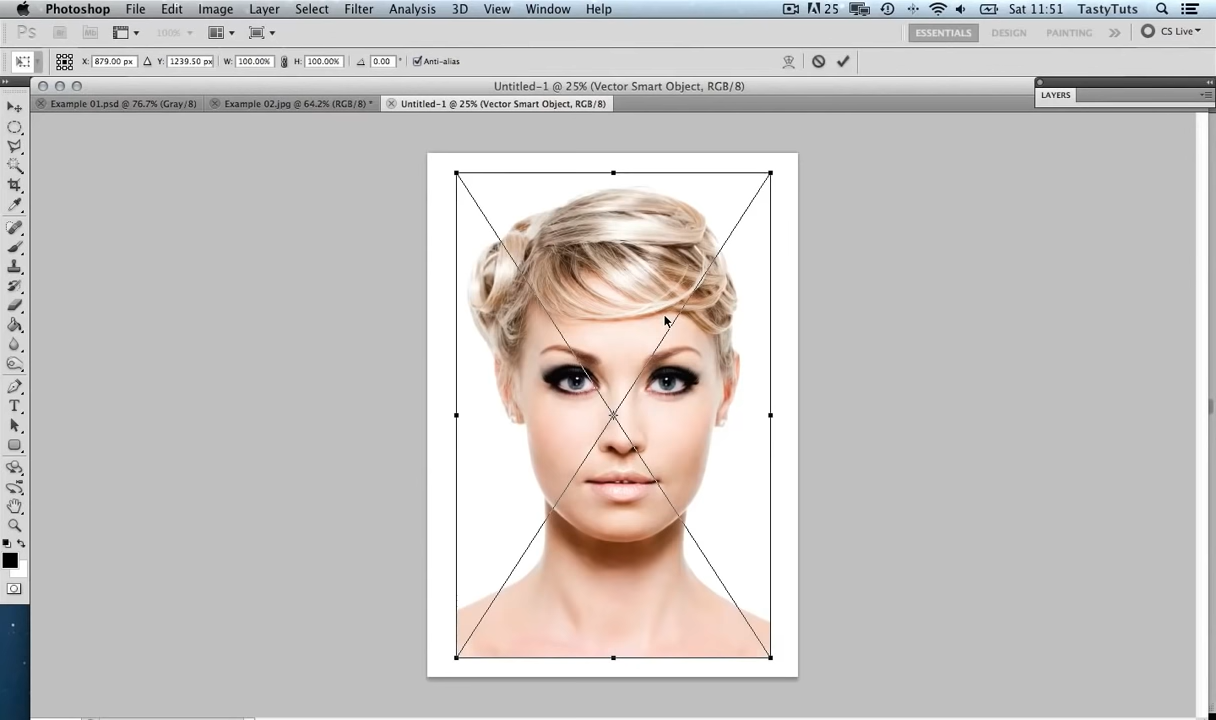 Photoshop File Edit Image Layer Select Filter Analysis 3D View Window Help 25 Sat 11:51 TastyTuts
Ps Br Mb 100% ESSENTIALS DESIGN PAINTING CS Live
X: 879.00 px Y: 1239.50 px W: 100.00% H: 100.00% 0.00 ° Anti-alias
Untitled-1 @ 25% (Vector Smart Object, RGB/8)
Example 01.psd @ 76.7% (Gray/8) Example 02.jpg @ 64.2% (RGB/8) * Untitled-1 @ 25% (Vector Smart Object, RGB/8)
LAYERS